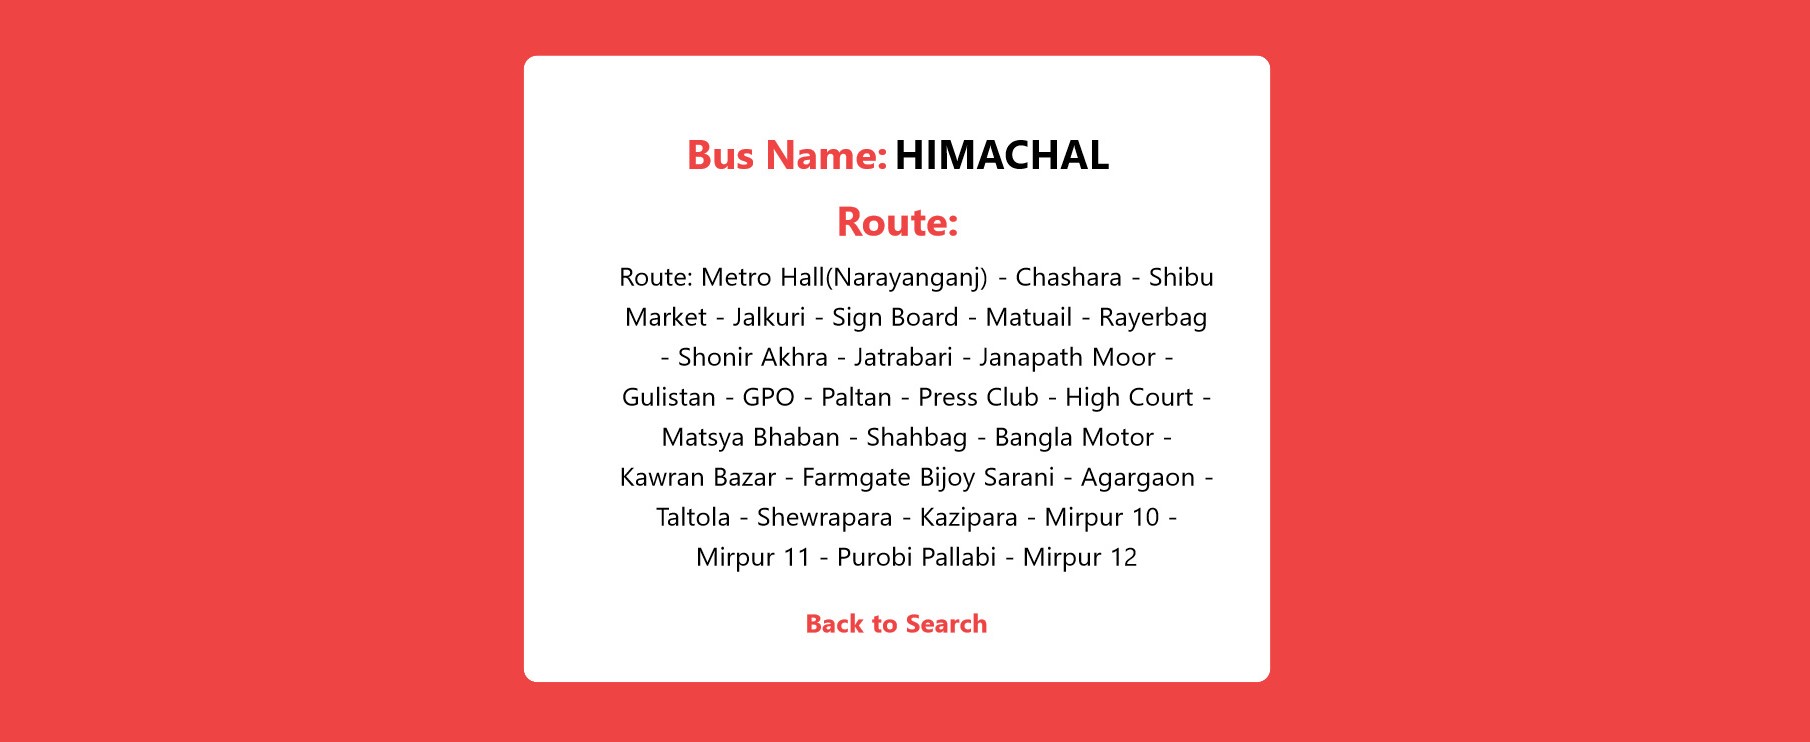 Bus Name: HIMACHAL
Route:
Route: Metro Hall(Narayanganj) - Chashara - Shibu
Market - Jalkuri - Sign Board - Matuail - Rayerbag
- Shonir Akhra - Jatrabari - Janapath Moor -
Gulistan - GPO - Paltan - Press Club - High Court -
Matsya Bhaban - Shahbag - Bangla Motor -
Kawran Bazar - Farmgate Bijoy Sarani - Agargaon -
Taltola - Shewrapara - Kazipara - Mirpur 10 -
Mirpur 11 - Purobi Pallabi - Mirpur 12
Back to Search